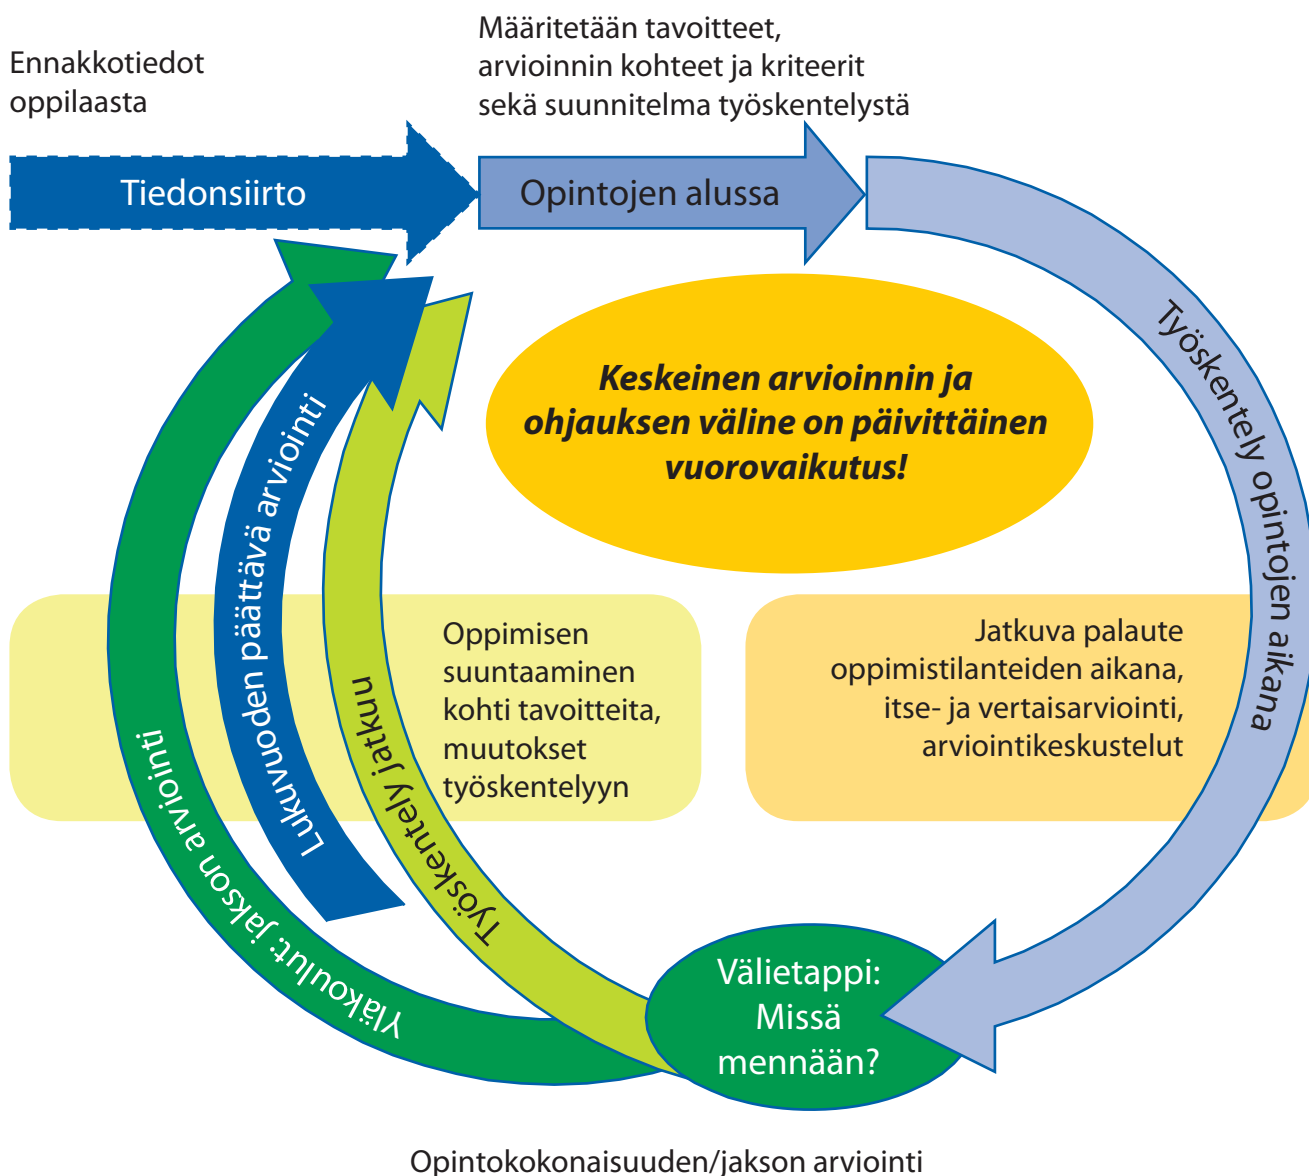 Ennakkotiedot
oppilaasta
Määritetään tavoitteet,
arvioinnin kohteet ja kriteerit
sekä suunnitelma työskentelystä
Tiedonsiirto
Opintojen alussa
Työskentely opintojen aikana
Keskeinen arvioinnin ja
ohjauksen väline on päivittäinen
vuorovaikutus!
Jatkuva palaute
oppimistilanteiden aikana,
itse- ja vertaisarviointi,
arviointikeskustelut
Oppimisen
suuntaaminen
kohti tavoitteita,
muutokset
työskentelyyn
Yläkoulut: jakson arviointi
Lukuvuoden päättävä arviointi
Työskentely jatkuu
Välietappi:
Missä
mennään?
Opintokokonaisuuden/jakson arviointi